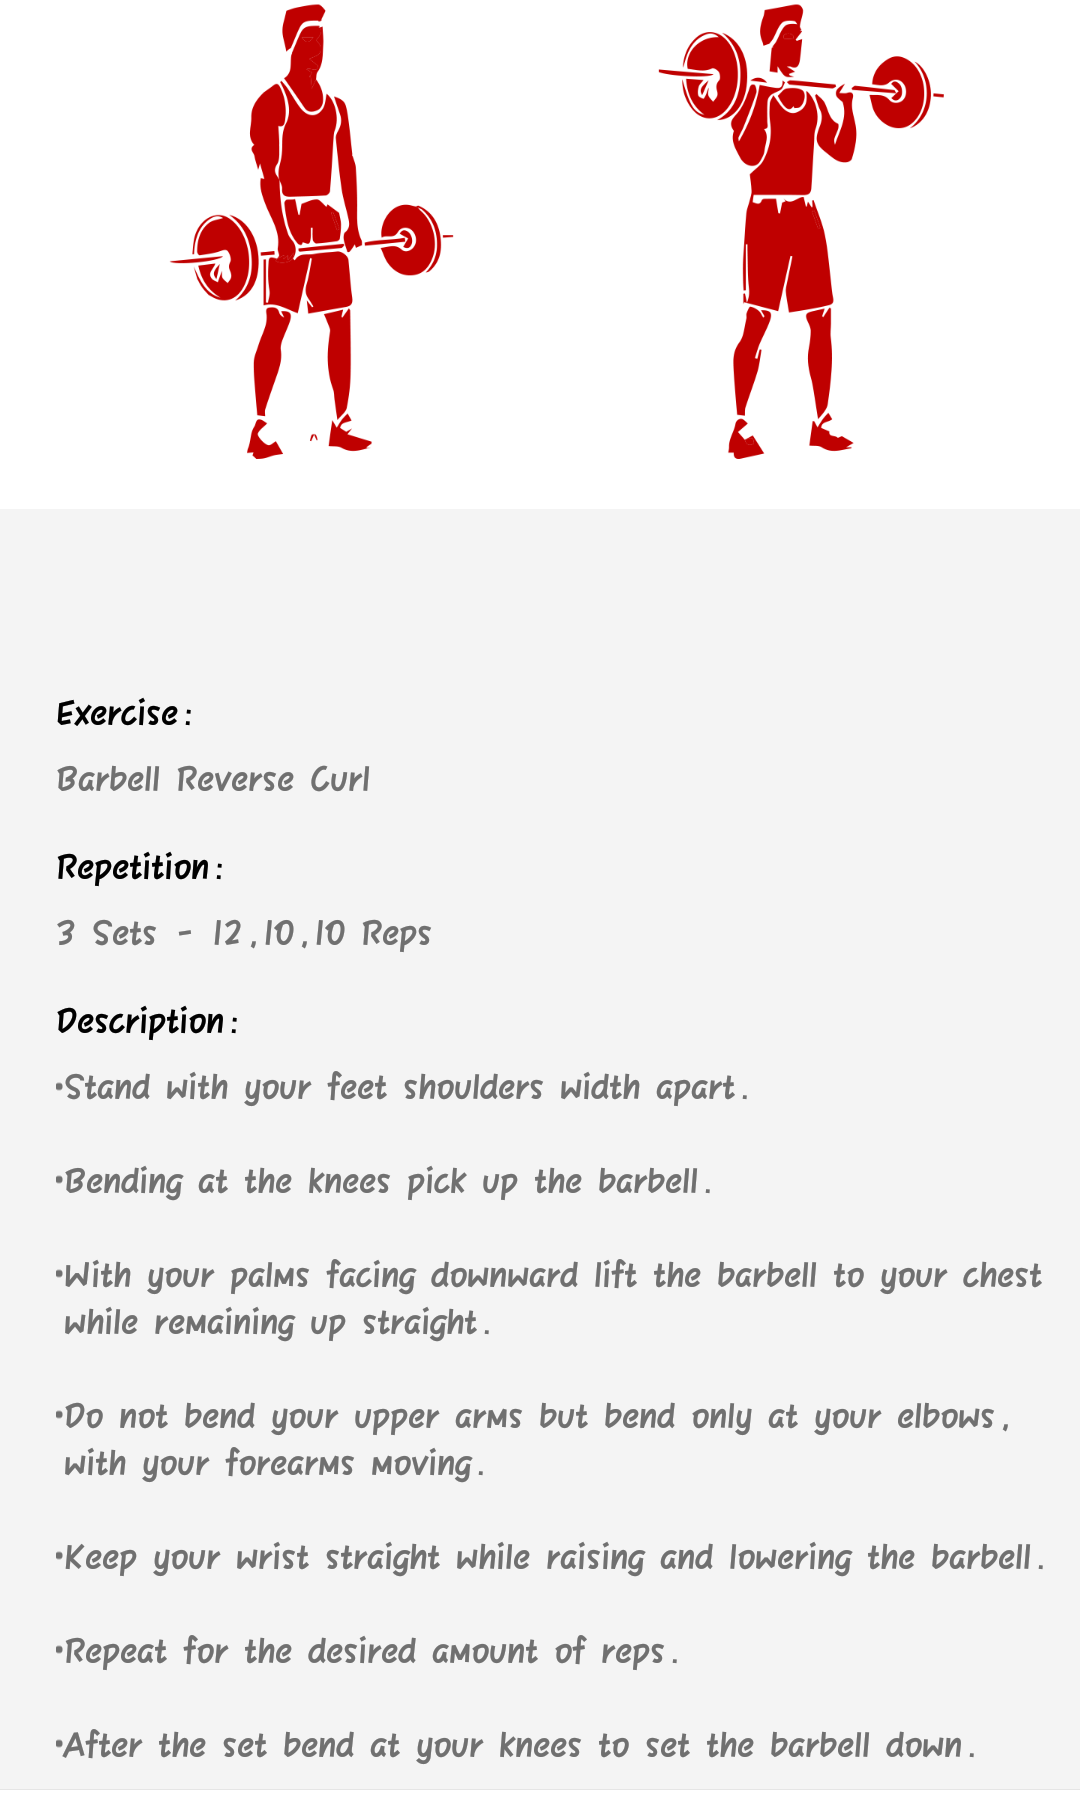 Exercise:
Barbell Reverse Curl
Repetition:
3 Sets - 12,10,10 Reps
Description:
•Stand with your feet shoulders width apart.
•Bending at the knees pick up the barbell.
•With your palms facing downward lift the barbell to your chest
while remaining up straight.
•Do not bend your upper arms but bend only at your elbows,
with your forearms moving.
•Keep your wrist straight while raising and lowering the barbell.
•Repeat for the desired amount of reps.
•After the set bend at your knees to set the barbell down.